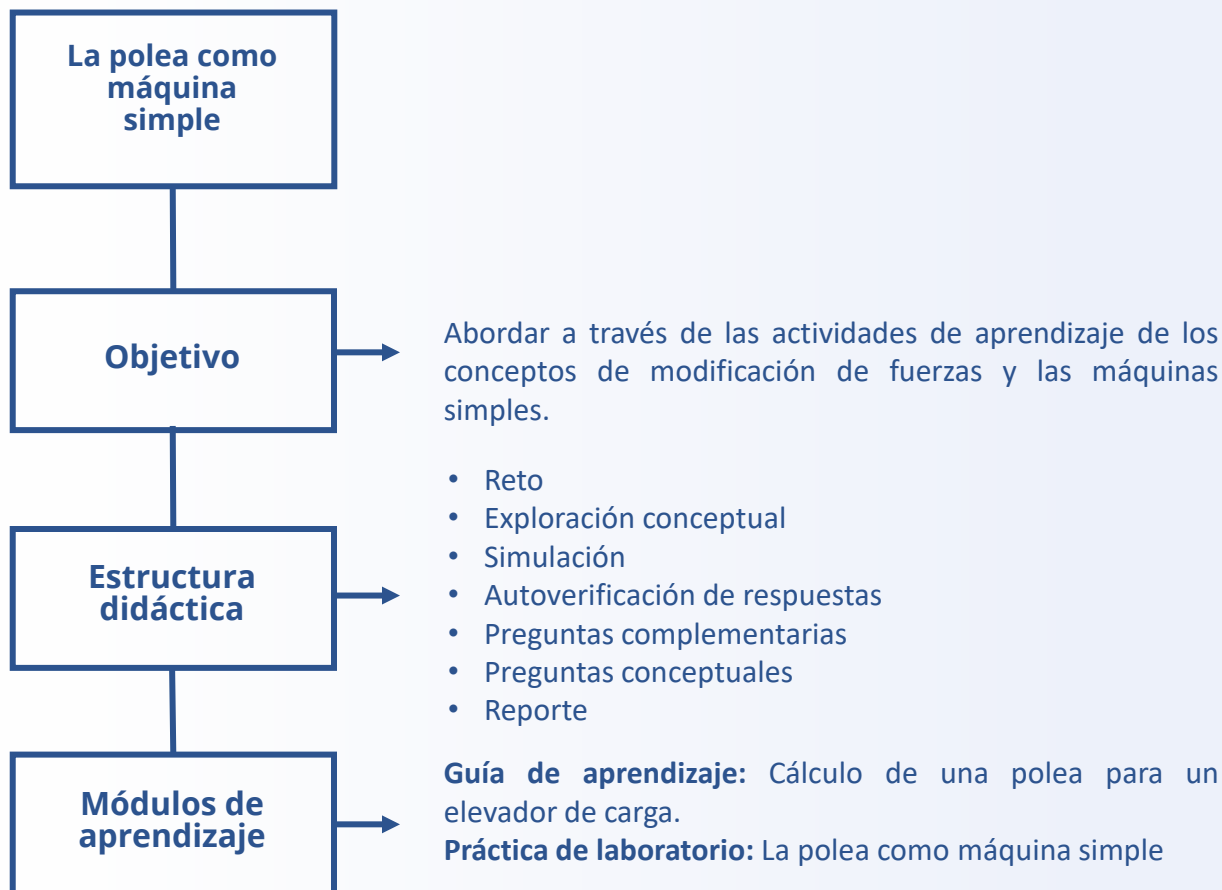 La polea como
máquina
simple
Objetivo
Abordar a través de las actividades de aprendizaje de los
conceptos de modificación de fuerzas y las máquinas
simples.
Estructura
didáctica
• Reto
• Exploración conceptual
• Simulación
• Autoverificación de respuestas
• Preguntas complementarias
• Preguntas conceptuales
• Reporte
Módulos de
aprendizaje
Guía de aprendizaje: Cálculo de una polea para un
elevador de carga.
Práctica de laboratorio: La polea como máquina simple